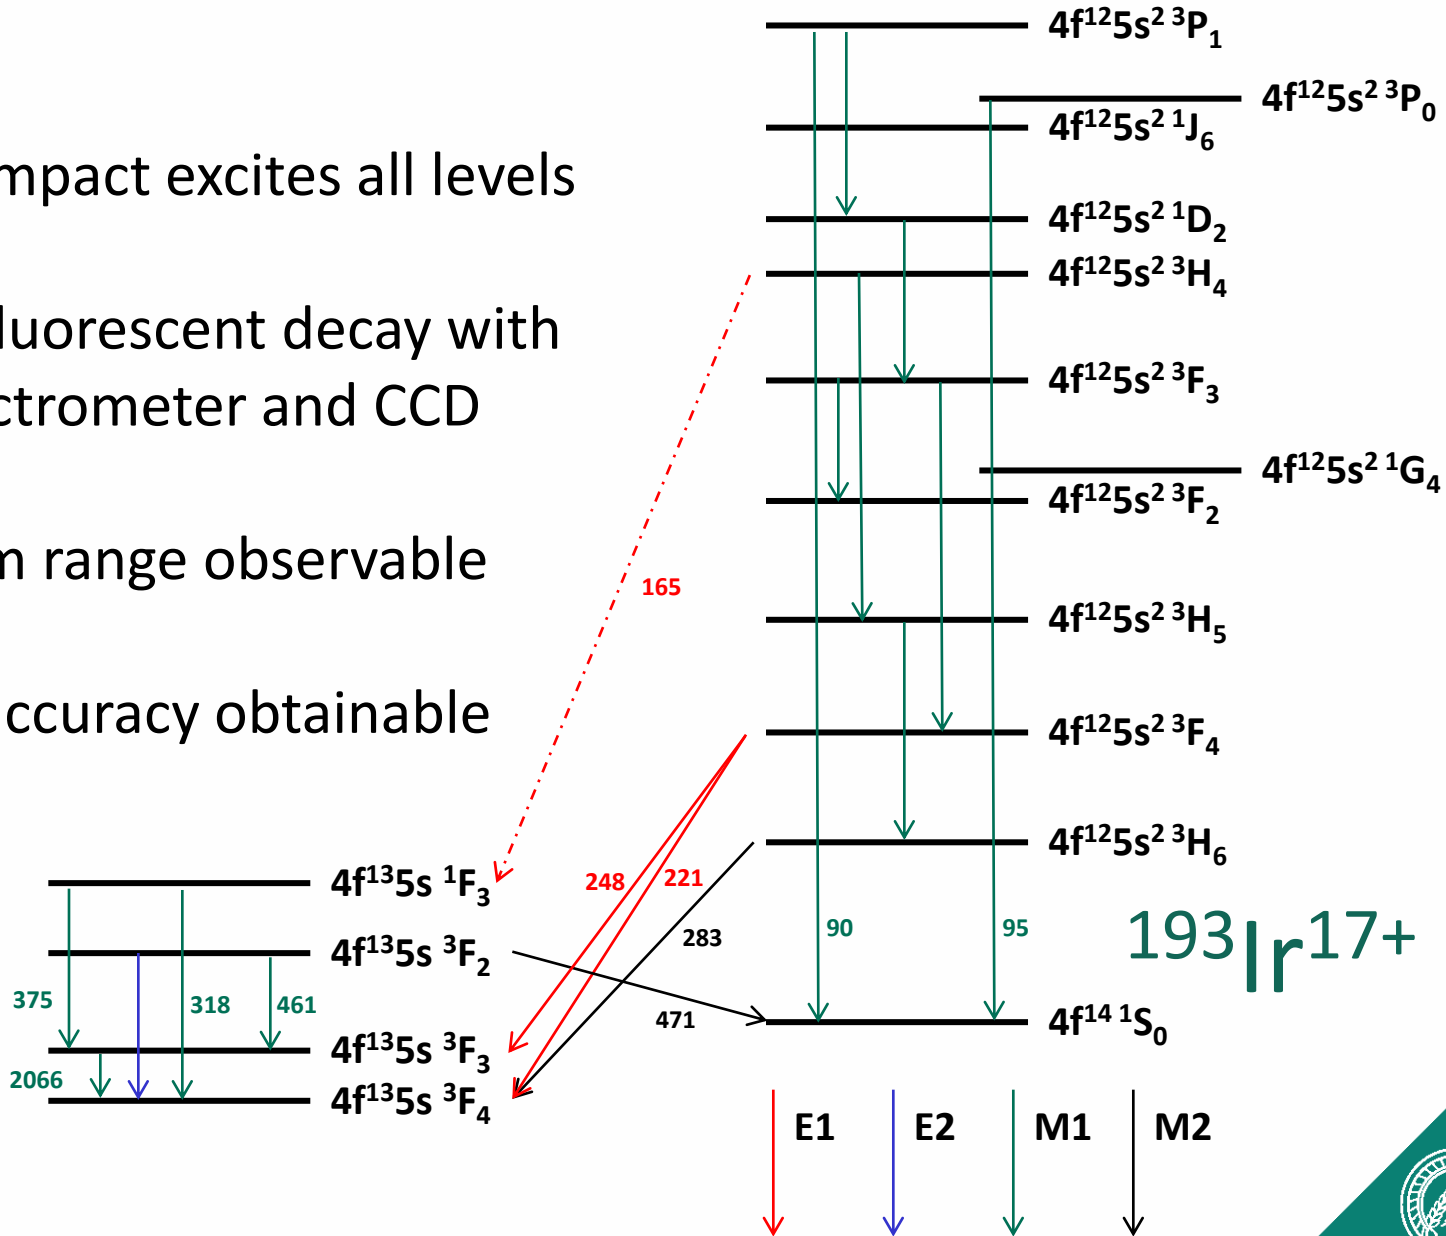 mpact excites all levels
luorescent decay with
ctrometer and CCD
m range observable
ccuracy obtainable
4f¹²5s² ³P₁
4f¹²5s² ³P₀
4f¹²5s² ¹J₆
4f¹²5s² ¹D₂
4f¹²5s² ³H₄
4f¹²5s² ³F₃
4f¹²5s² ¹G₄
4f¹²5s² ³F₂
165
4f¹²5s² ³H₅
4f¹²5s² ³F₄
4f¹²5s² ³H₆
4f¹³5s ¹F₃
248
221
4f¹³5s ³F₂
283
90
95
¹⁹³Ir¹⁷⁺
375
318
461
471
4f¹⁴ ¹S₀
4f¹³5s ³F₃
2066
4f¹³5s ³F₄
E1
E2
M1
M2